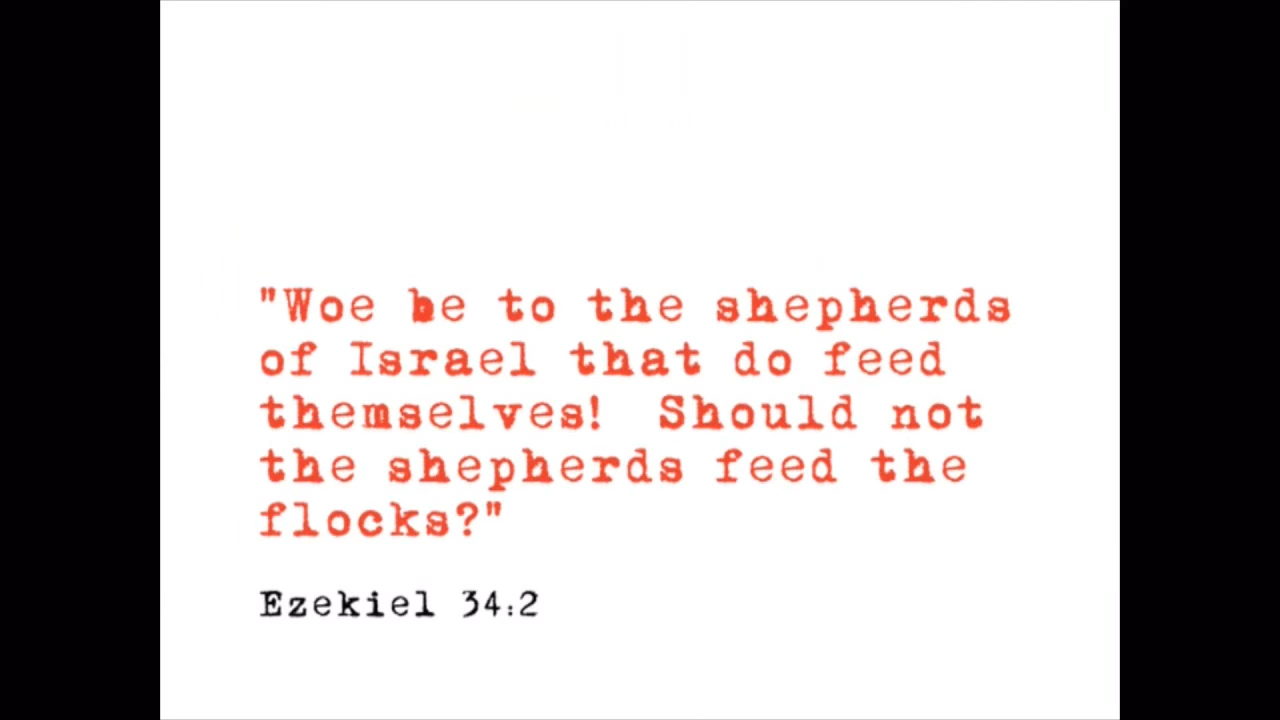 "Woe be to the shepherds
of Israel that do feed
themselves!  Should not
the shepherds feed the
flocks?"
Ezekiel 34:2